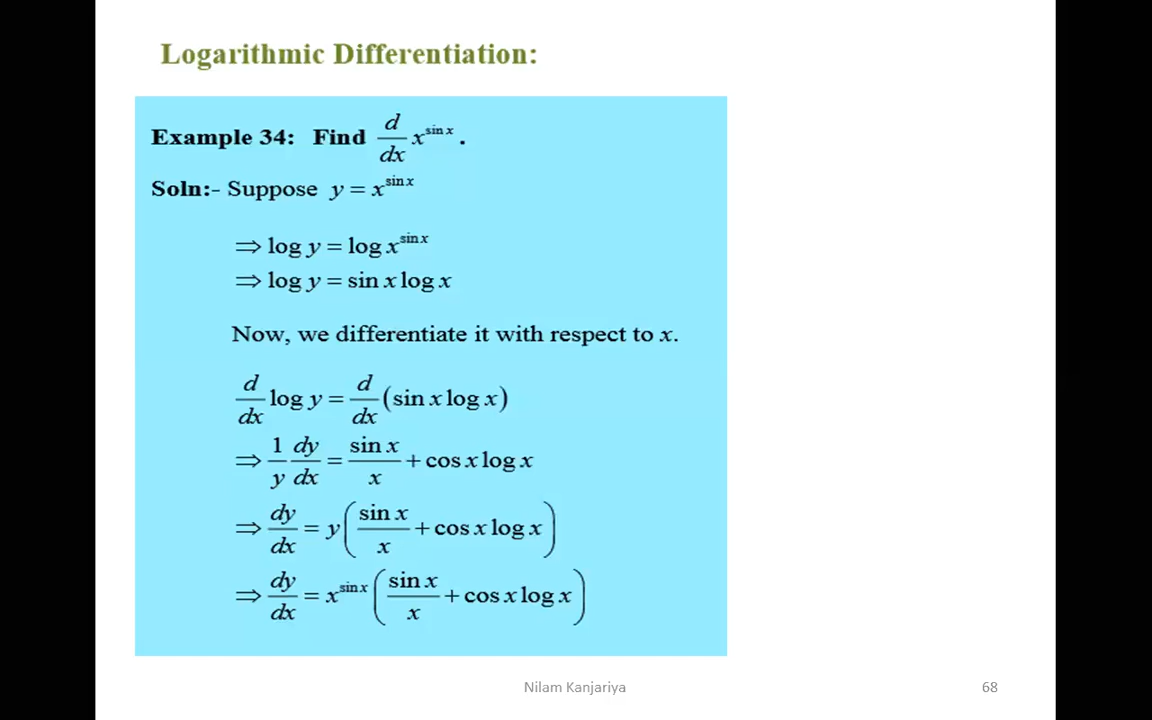 Logarithmic Differentiation:
Example 34: Find d/dx x^(sin x) .
Soln:- Suppose y = x^(sin x)
⇒ log y = log x^(sin x)
⇒ log y = sin x log x
Now, we differentiate it with respect to x.
d/dx log y = d/dx (sin x log x)
⇒ 1/y dy/dx = sin x/x + cos x log x
⇒ dy/dx = y (sin x/x + cos x log x)
⇒ dy/dx = x^(sin x) (sin x/x + cos x log x)
Nilam Kanjariya 68